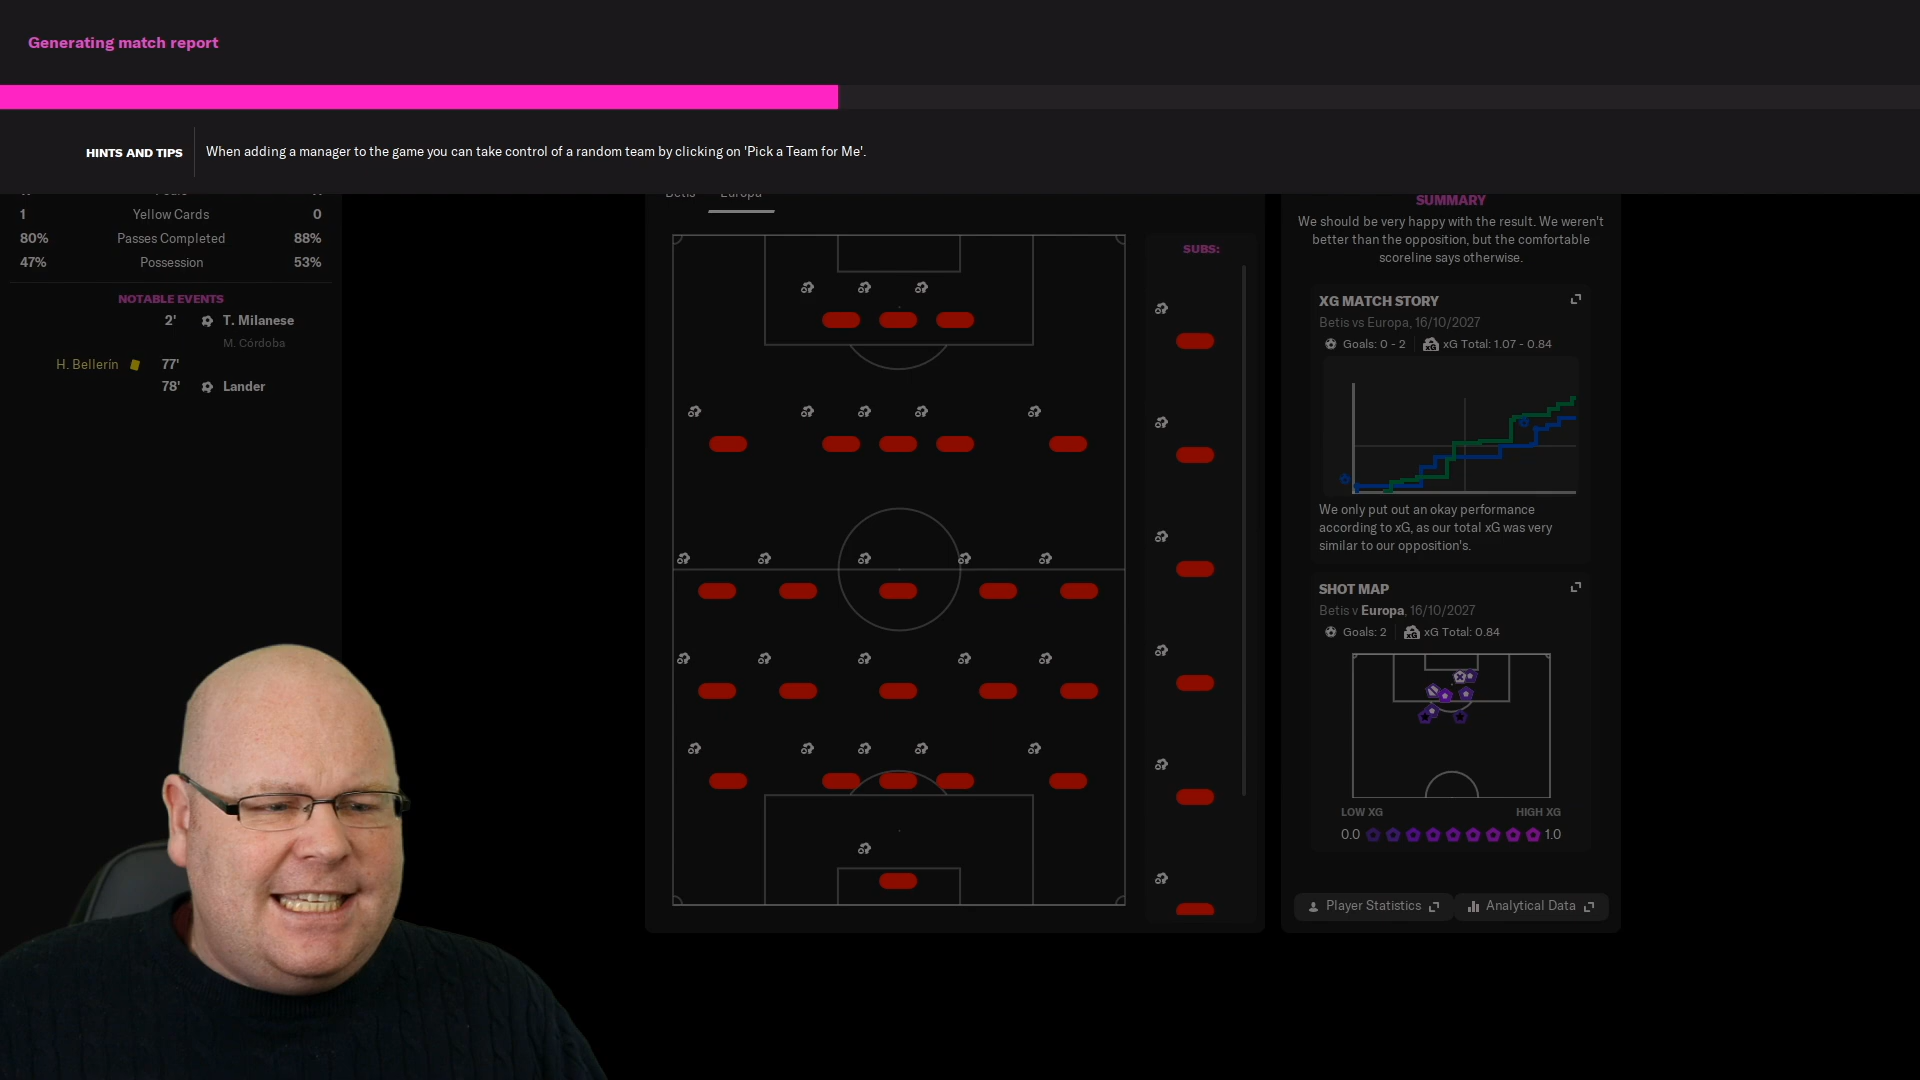 Generating match report
HINTS AND TIPS
When adding a manager to the game you can take control of a random team by clicking on 'Pick a Team for Me'.
1 Yellow Cards 0
80% Passes Completed 88%
47% Possession 53%
NOTABLE EVENTS
2' T. Milanese
M. Córdoba
H. Bellerín 77'
78' Lander
Betis Europa
SUBS:
SUMMARY
We should be very happy with the result. We weren't
better than the opposition, but the comfortable
scoreline says otherwise.
XG MATCH STORY
Betis vs Europa, 16/10/2027
Goals: 0 - 2 xG xG Total: 1.07 - 0.84
We only put out an okay performance
according to xG, as our total xG was very
similar to our opposition's.
SHOT MAP
Betis v Europa, 16/10/2027
Goals: 2 xG xG Total: 0.84
LOW XG HIGH XG
0.0 1.0
Player Statistics Analytical Data